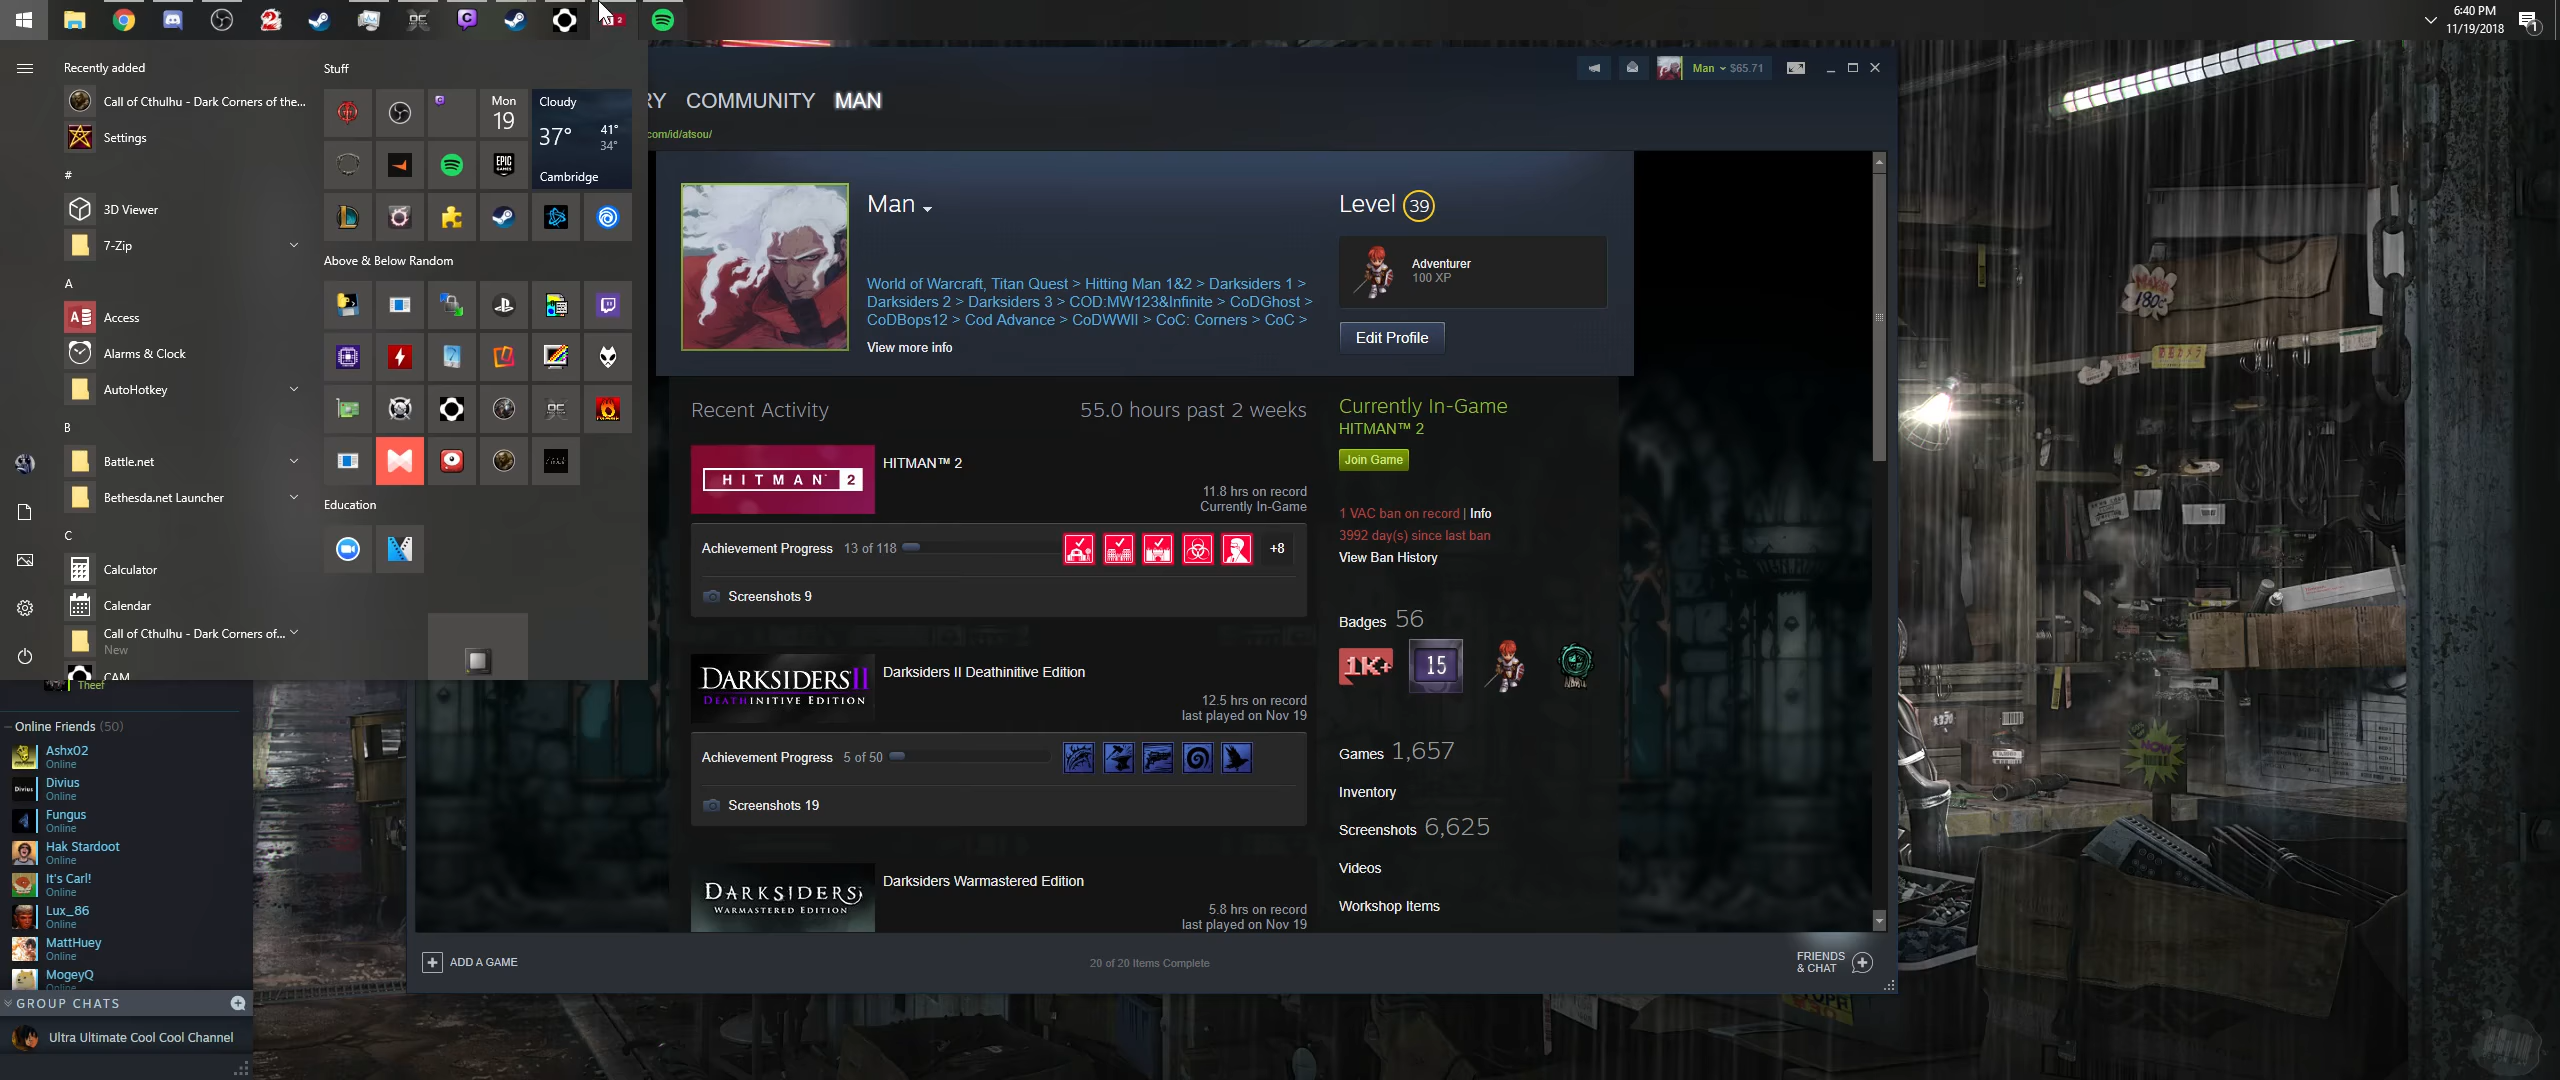 6:40 PM
11/19/2018
Recently added
Call of Cthulhu - Dark Corners of the...
Settings
#
3D Viewer
7-Zip
A
Access
Alarms & Clock
AutoHotkey
B
Battle.net
Bethesda.net Launcher
C
Calculator
Calendar
Call of Cthulhu - Dark Corners of...
New
CAM
Stuff
Mon
19
Cloudy
37°
41°
34°
Cambridge
EPIC
GAMES
Above & Below Random
Education
Theef
Online Friends (50)
Ashx02
Online
Divius
Online
Fungus
Online
Hak Stardoot
Online
It's Carl!
Online
Lux_86
Online
MattHuey
Online
MogeyQ
Online
GROUP CHATS
Ultra Ultimate Cool Cool Channel
Man $65.71
RY COMMUNITY MAN
com/id/afsou/
Man
World of Warcraft, Titan Quest > Hitting Man 1&2 > Darksiders 1 >
Darksiders 2 > Darksiders 3 > COD:MW123&Infinite > CoDGhost >
CoDBops12 > Cod Advance > CoDWWII > CoC: Corners > CoC >
View more info
Level 39
Adventurer
100 XP
Edit Profile
Recent Activity
55.0 hours past 2 weeks
HITMAN 2
HITMAN™ 2
11.8 hrs on record
Currently In-Game
Achievement Progress 13 of 118
+8
Screenshots 9
DARKSIDERS II
DEATHINITIVE EDITION
Darksiders II Deathinitive Edition
12.5 hrs on record
last played on Nov 19
Achievement Progress 5 of 50
Screenshots 19
DARKSIDERS
WARMASTERED EDITION
Darksiders Warmastered Edition
5.8 hrs on record
last played on Nov 19
Currently In-Game
HITMAN™ 2
Join Game
1 VAC ban on record | Info
3992 day(s) since last ban
View Ban History
Badges 56
1K+
15
Games 1,657
Inventory
Screenshots 6,625
Videos
Workshop Items
ADD A GAME
20 of 20 Items Complete
FRIENDS
& CHAT